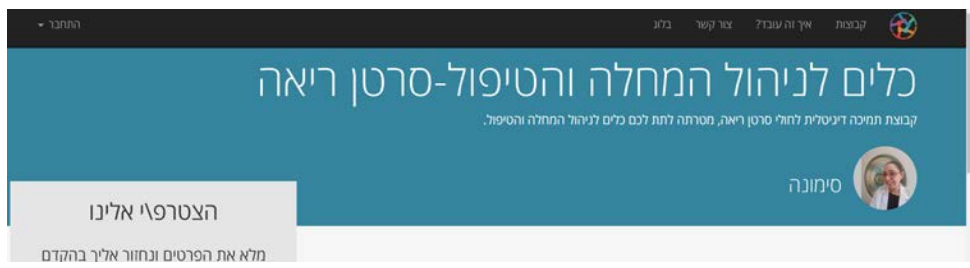 קבוצות איך זה עובד? צור קשר בלוג התחבר
כלים לניהול המחלה והטיפול-סרטן ריאה
קבוצת תמיכה דיגיטלית לחולי סרטן ריאה, מטרתה לתת לכם כלים לניהול המחלה והטיפול.
סימונה
הצטרפ\י אלינו
מלא את הפרטים ונחזור אליך בהקדם